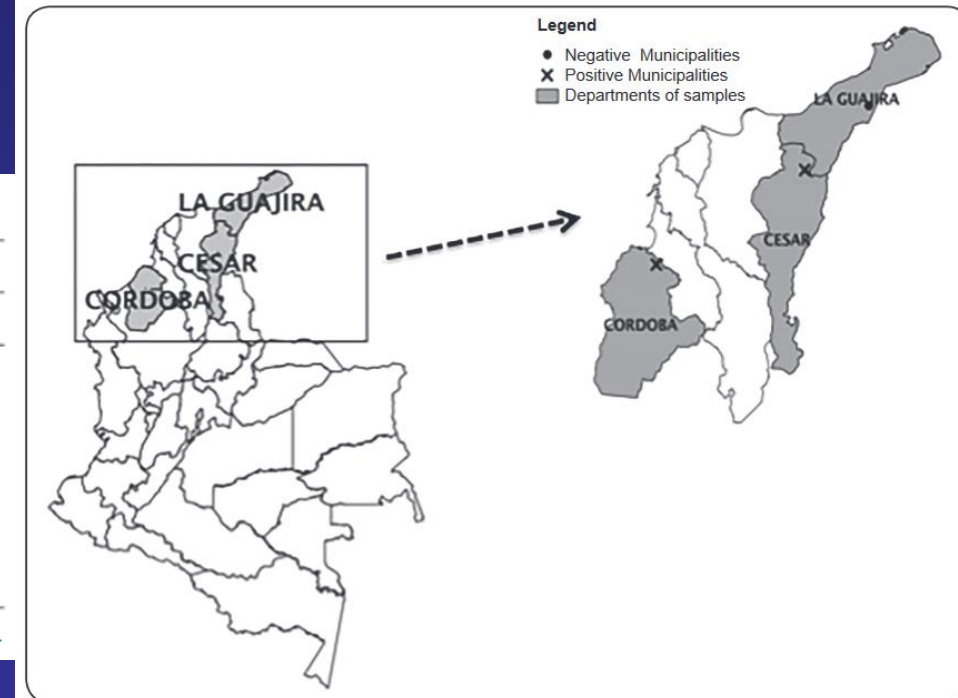 Legend
Negative Municipalities
Positive Municipalities
Departments of samples
LA GUAJIRA
CESAR
CORDOBA
LA GUAJIRA
CESAR
CORDOBA